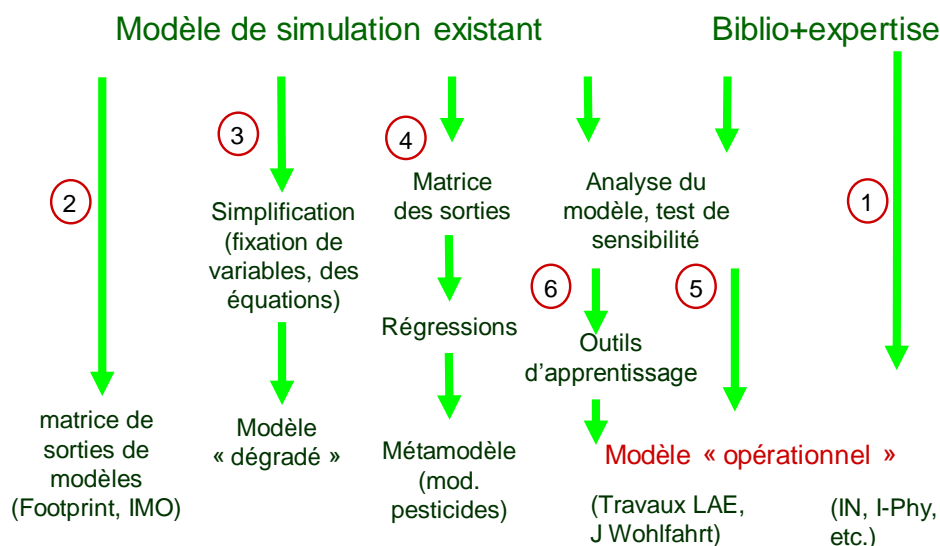 Modèle de simulation existant
Biblio+expertise
2
matrice de
sorties de
modèles
(Footprint, IMO)
3
Simplification
(fixation de
variables, des
équations)
Modèle
« dégradé »
4
Matrice
des sorties
Régressions
Métamodèle
(mod.
pesticides)
Analyse du
modèle, test de
sensibilité
6
5
Outils
d’apprentissage
1
Modèle « opérationnel »
(Travaux LAE,
J Wohlfahrt)
(IN, I-Phy,
etc.)